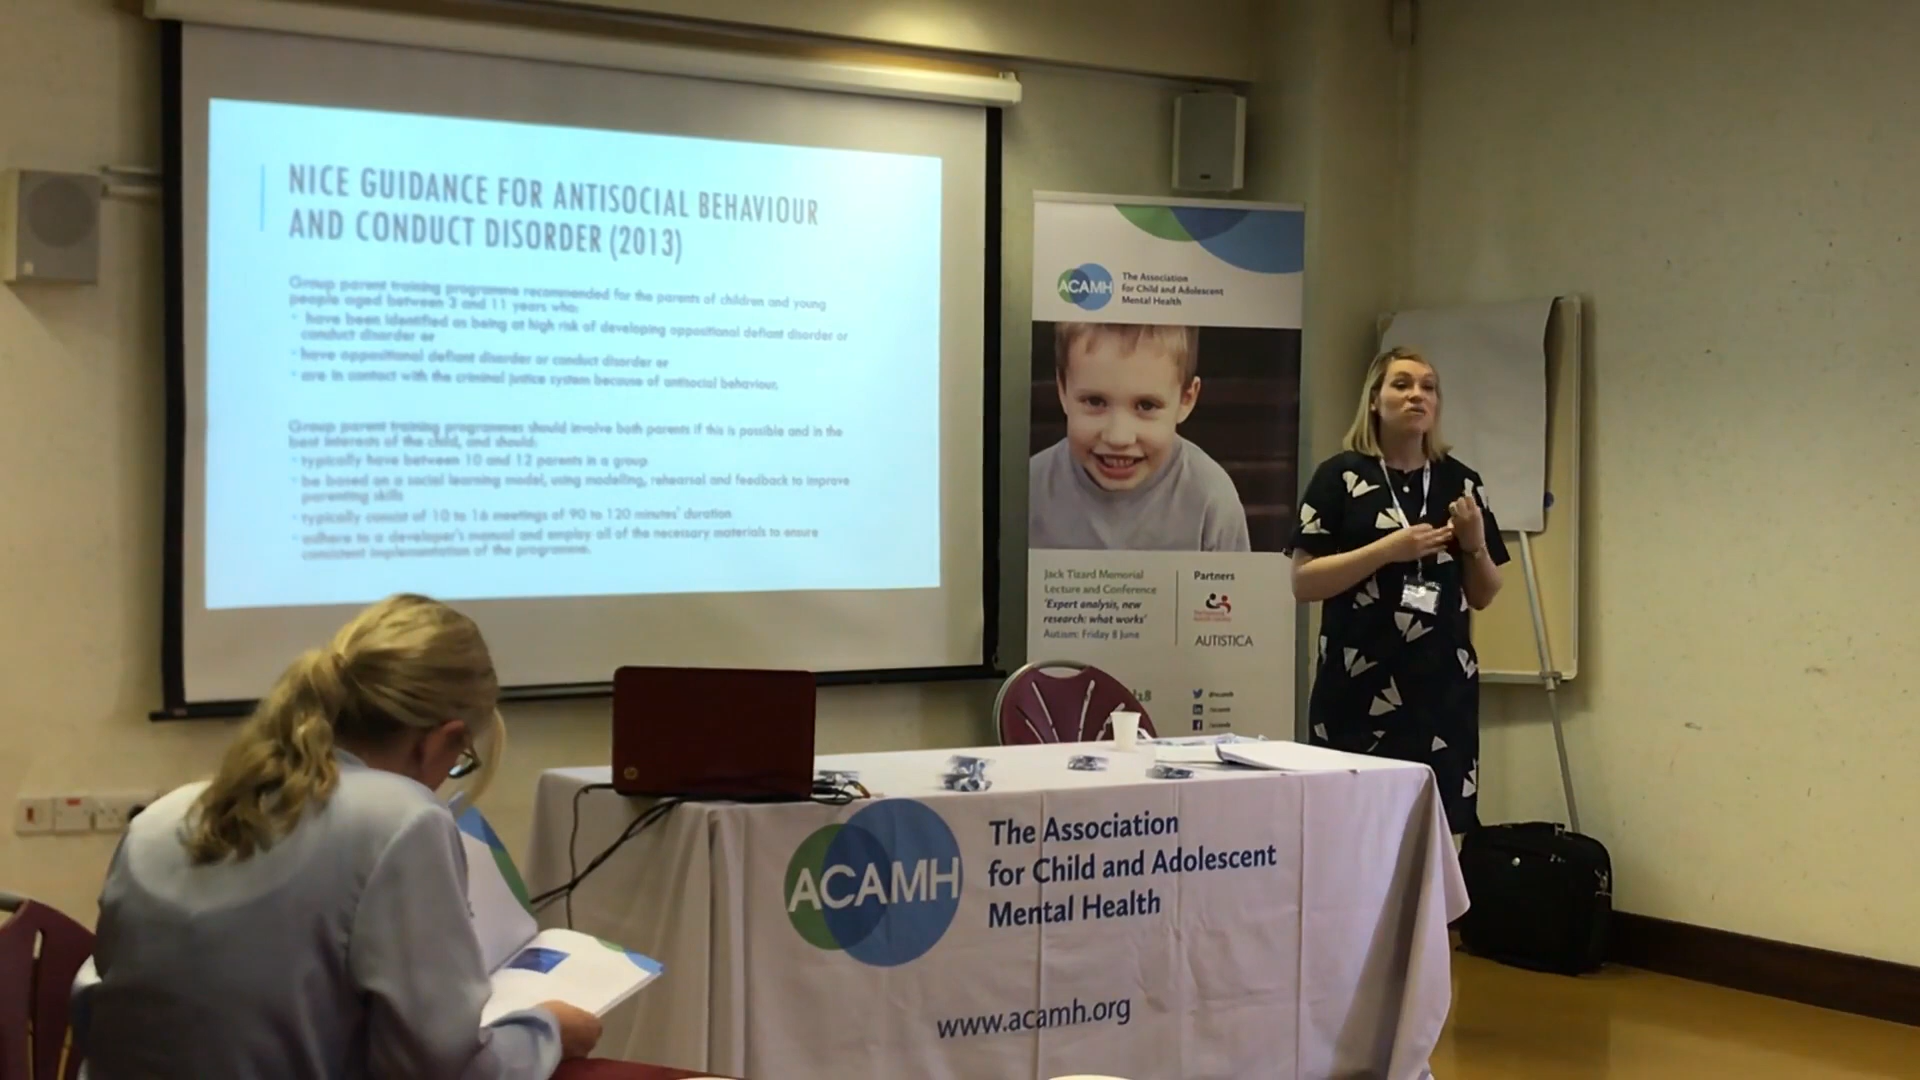 NICE GUIDANCE FOR ANTISOCIAL BEHAVIOUR
AND CONDUCT DISORDER (2013)
Group parent training programme recommended for the parents of children and young
people aged between 3 and 11 years who:
have been identified as being at high risk of developing oppositional defiant disorder or
conduct disorder or
have oppositional defiant disorder or conduct disorder or
are in contact with the criminal justice system because of antisocial behaviour.
Group parent training programmes should involve both parents if this is possible and in the
best interests of the child, and should:
typically have between 10 and 12 parents in a group
be based on a social learning model, using modelling, rehearsal and feedback to improve
parenting skills
typically consist of 10 to 16 meetings of 90 to 120 minutes' duration
adhere to a developer's manual and employ all of the necessary materials to ensure
consistent implementation of the programme.
ACAMH
The Association
for Child and Adolescent
Mental Health
Jack Tizard Memorial
Lecture and Conference
'Expert analysis, new
research: what works'
Autism: Friday 8 June
Partners
AUTISTICA
ACAMH
The Association
for Child and Adolescent
Mental Health
www.acamh.org